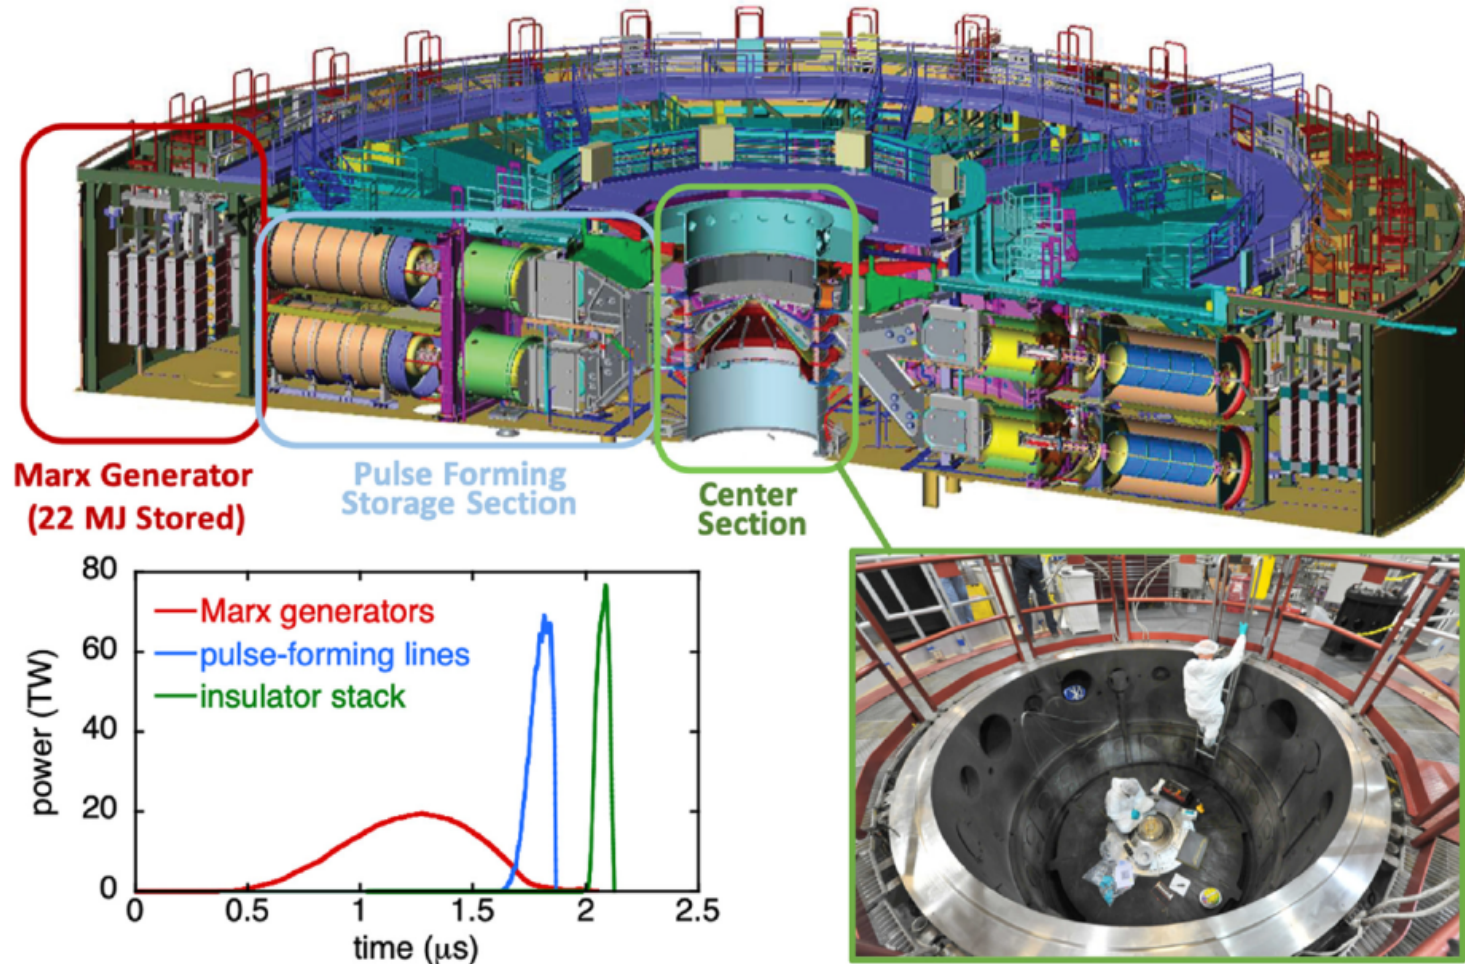 Marx Generator
(22 MJ Stored)
Pulse Forming
Storage Section
Center
Section
80
60
40
20
0
power (TW)
Marx generators
pulse-forming lines
insulator stack
0
0.5
1
1.5
2
2.5
time (μs)